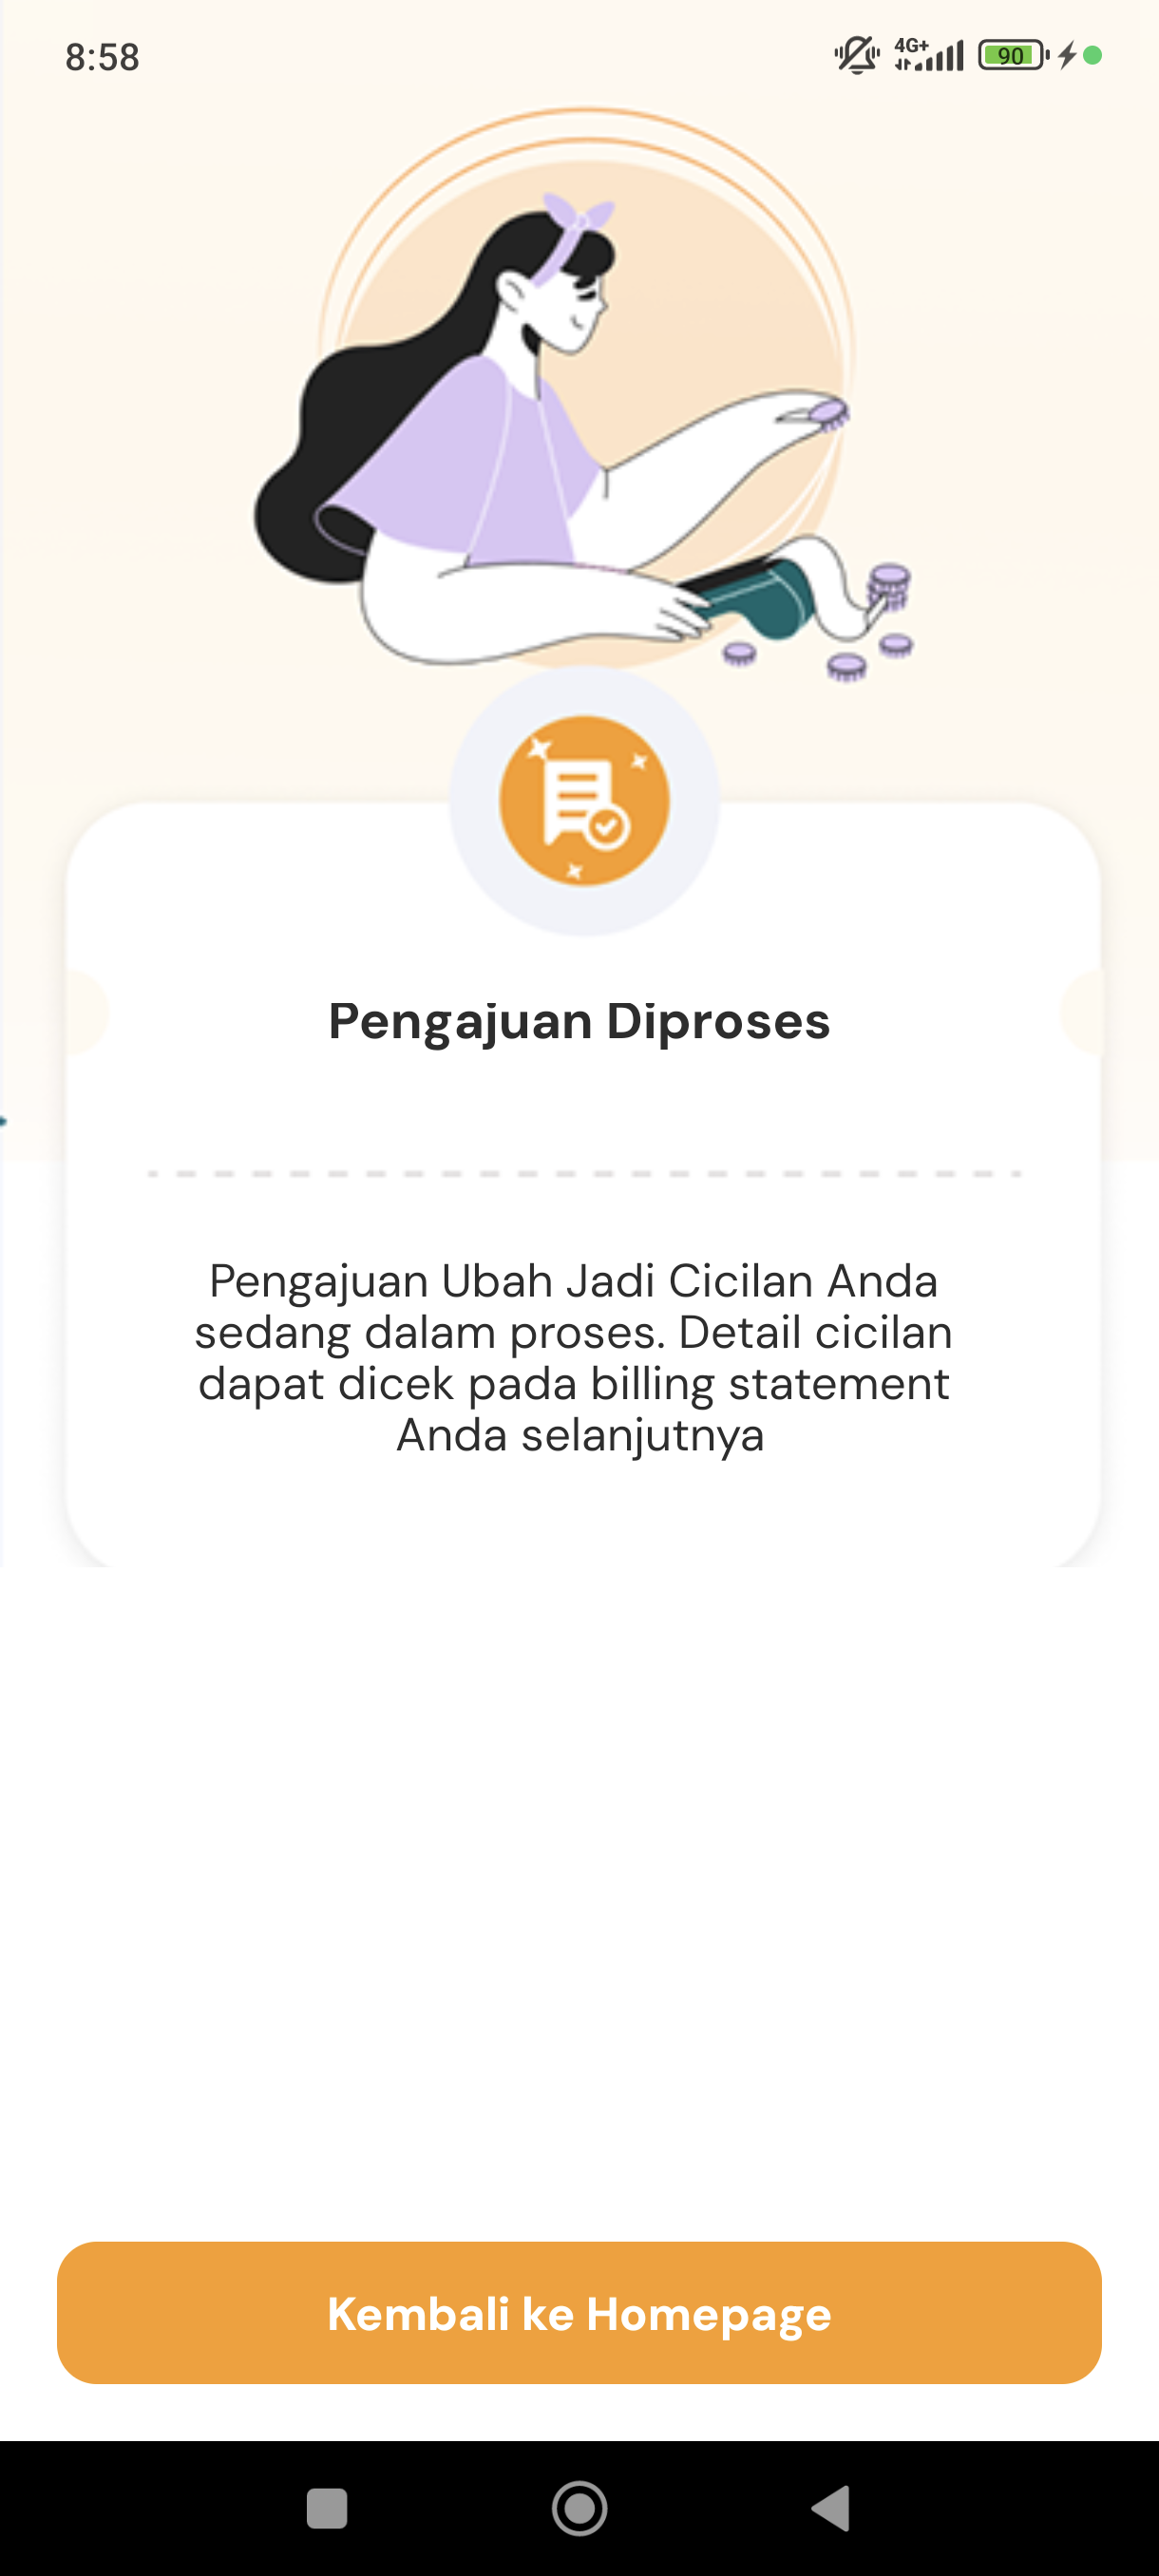 8:58
4G+
90
Pengajuan Diproses
Pengajuan Ubah Jadi Cicilan Anda
sedang dalam proses. Detail cicilan
dapat dicek pada billing statement
Anda selanjutnya
Kembali ke Homepage